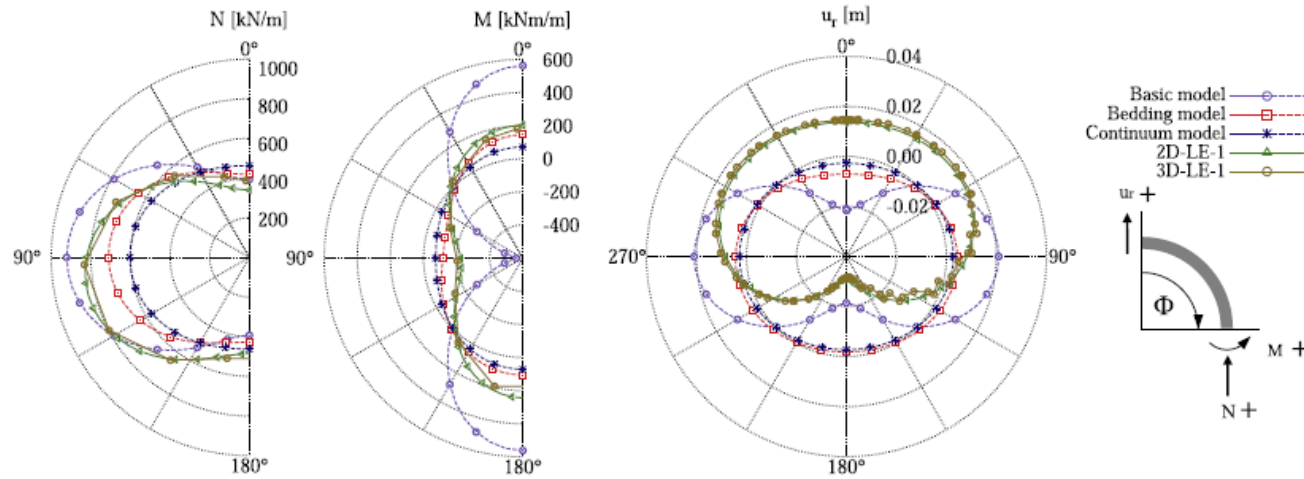 N [kN/m]
0°
1000
800
600
400
200
90°
180°
M [kNm/m]
0°
600
400
200
0
-200
-400
90°
180°
u_r [m]
0°
0.04
0.02
0.00
-0.02
270°
90°
180°
Basic model
Bedding model
Continuum model
2D-LE-1
3D-LE-1
ur +
Φ
M +
N +